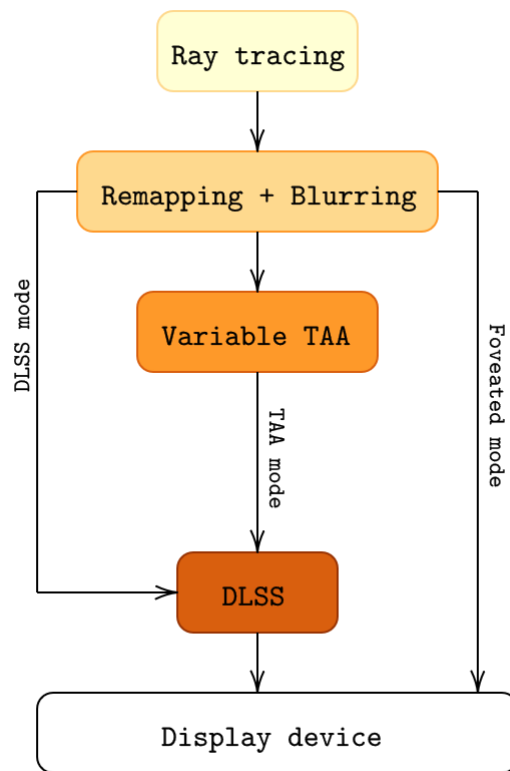 Ray tracing
Remapping + Blurring
DLSS mode
Variable TAA
Foveated mode
TAA mode
DLSS
Display device